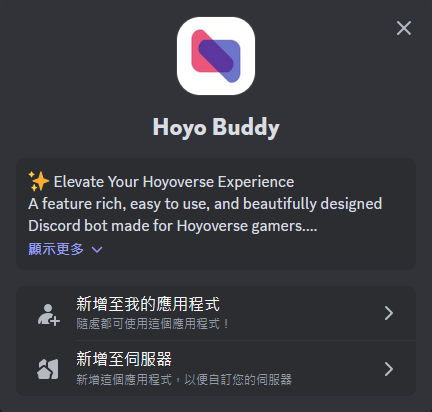 Hoyo Buddy
✨ Elevate Your Hoyoverse Experience
A feature rich, easy to use, and beautifully designed
Discord bot made for Hoyoverse gamers....
顯示更多
新增至我的應用程式
隨處都可使用這個應用程式！
新增至伺服器
新增這個應用程式，以便自訂您的伺服器